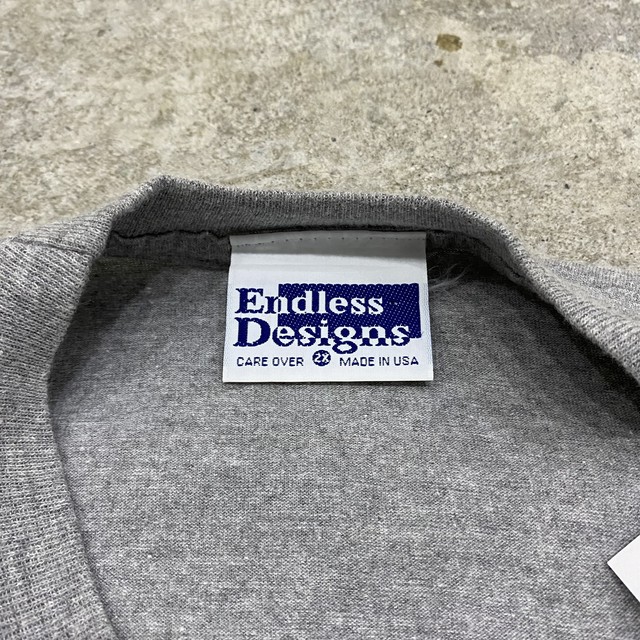 Endless
Designs
CARE OVER 2X MADE IN USA